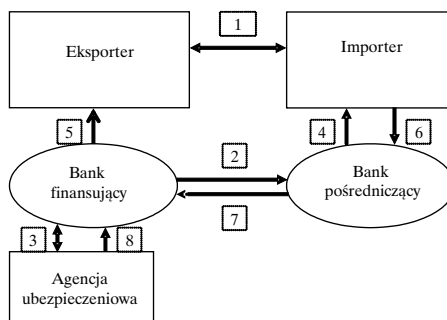 1
Eksporter
Importer
5
4
6
Bank
finansujący
2
Bank
pośredniczący
7
3
8
Agencja
ubezpieczeniowa